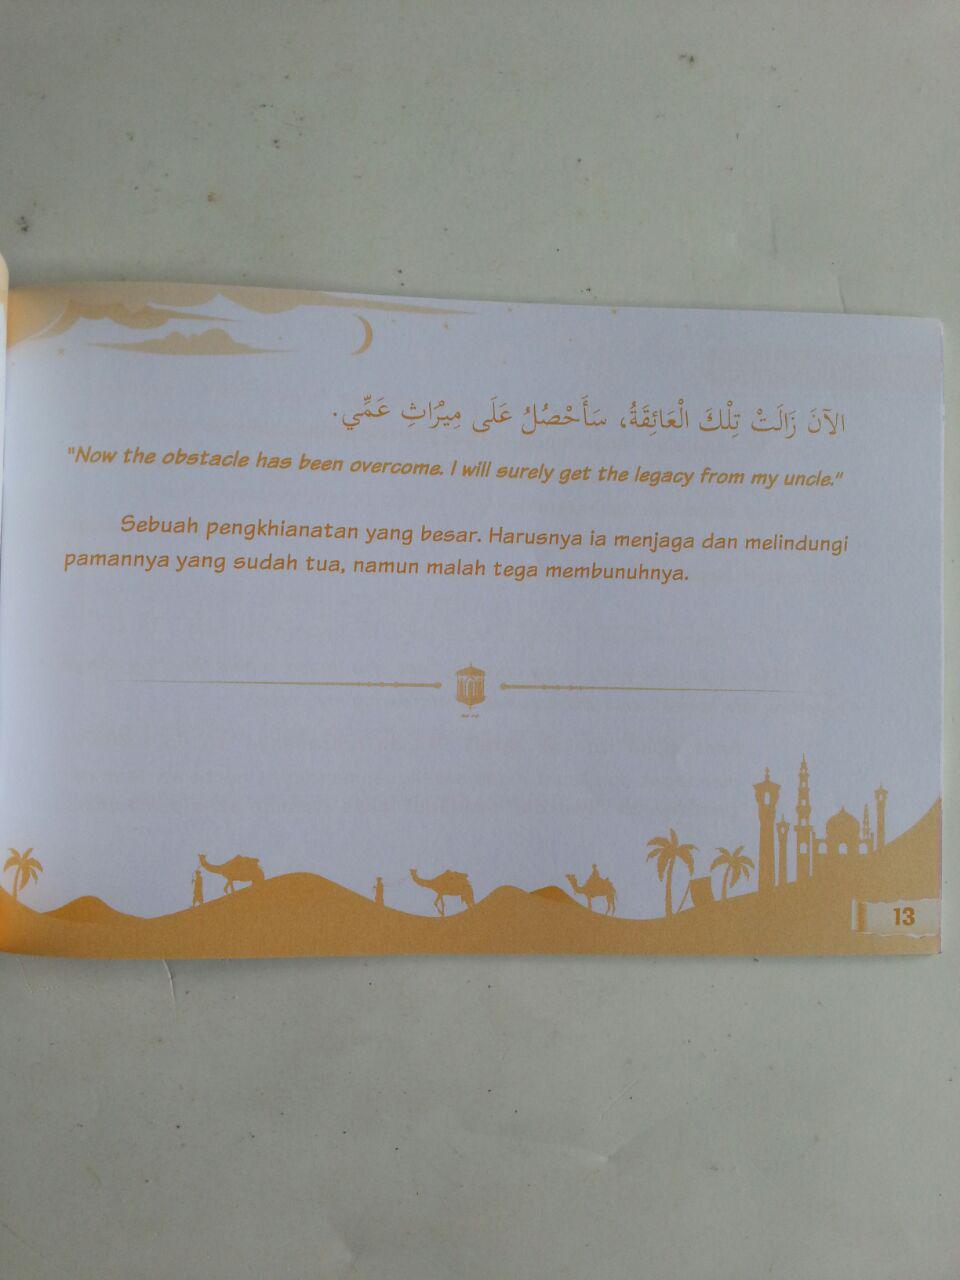 الآنَ زَالَتْ تِلْكَ الْعَائِقَةُ، سَأَحْصُلُ عَلَى مِيْرَاثِ عَمِّي.
"Now the obstacle has been overcome. I will surely get the legacy from my uncle."
Sebuah pengkhianatan yang besar. Harusnya ia menjaga dan melindungi
pamannya yang sudah tua, namun malah tega membunuhnya.
13